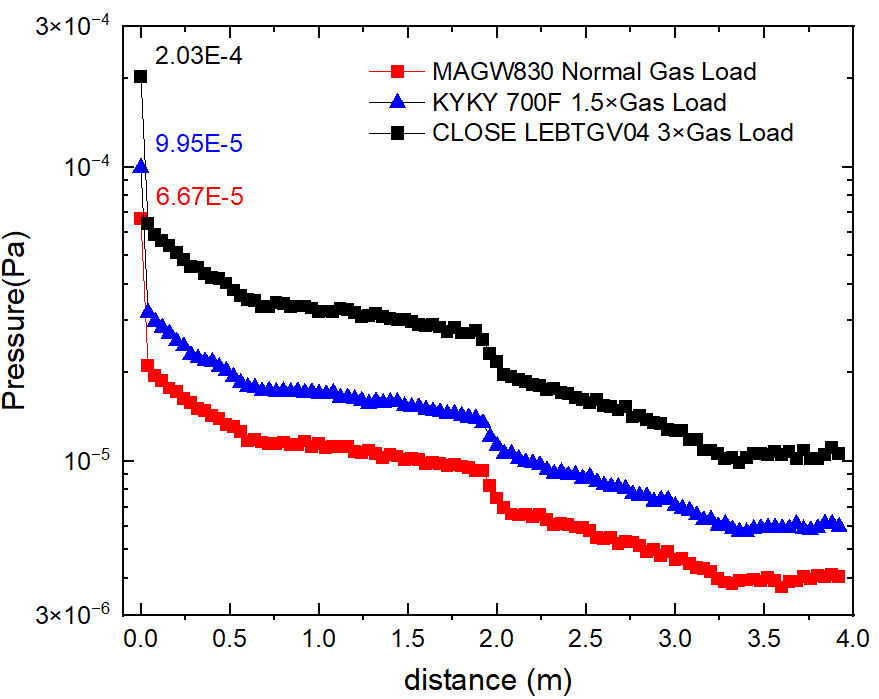 3×10⁻⁴
2.03E-4
MAGW830 Normal Gas Load
KYKY 700F 1.5×Gas Load
CLOSE LEBTGV04 3×Gas Load
9.95E-5
10⁻⁴
6.67E-5
Pressure(Pa)
10⁻⁵
3×10⁻⁶
0.0 0.5 1.0 1.5 2.0 2.5 3.0 3.5 4.0
distance (m)